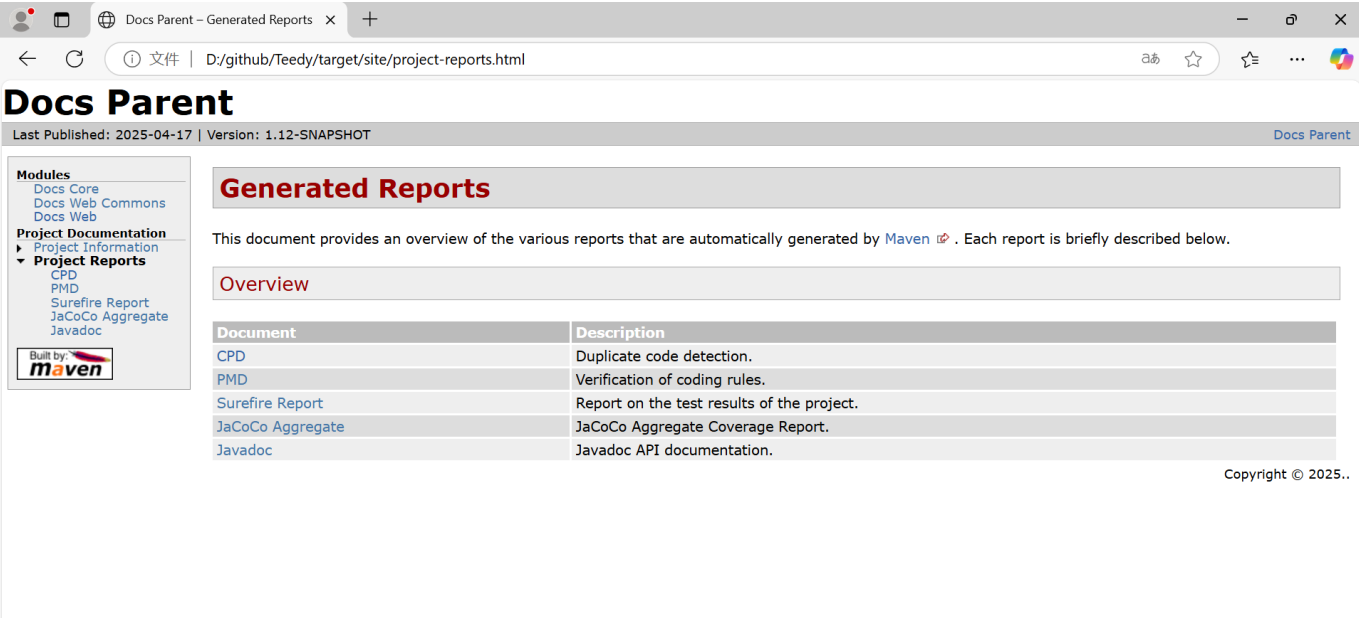 Docs Parent – Generated Reports
文件 | D:/github/Teedy/target/site/project-reports.html
aあ
Docs Parent
Last Published: 2025-04-17 | Version: 1.12-SNAPSHOT
Docs Parent
Modules
Docs Core
Docs Web Commons
Docs Web
Project Documentation
Project Information
Project Reports
CPD
PMD
Surefire Report
JaCoCo Aggregate
Javadoc
Built by:
maven
Generated Reports
This document provides an overview of the various reports that are automatically generated by Maven . Each report is briefly described below.
Overview
Document Description
CPD Duplicate code detection.
PMD Verification of coding rules.
Surefire Report Report on the test results of the project.
JaCoCo Aggregate JaCoCo Aggregate Coverage Report.
Javadoc Javadoc API documentation.
Copyright © 2025..